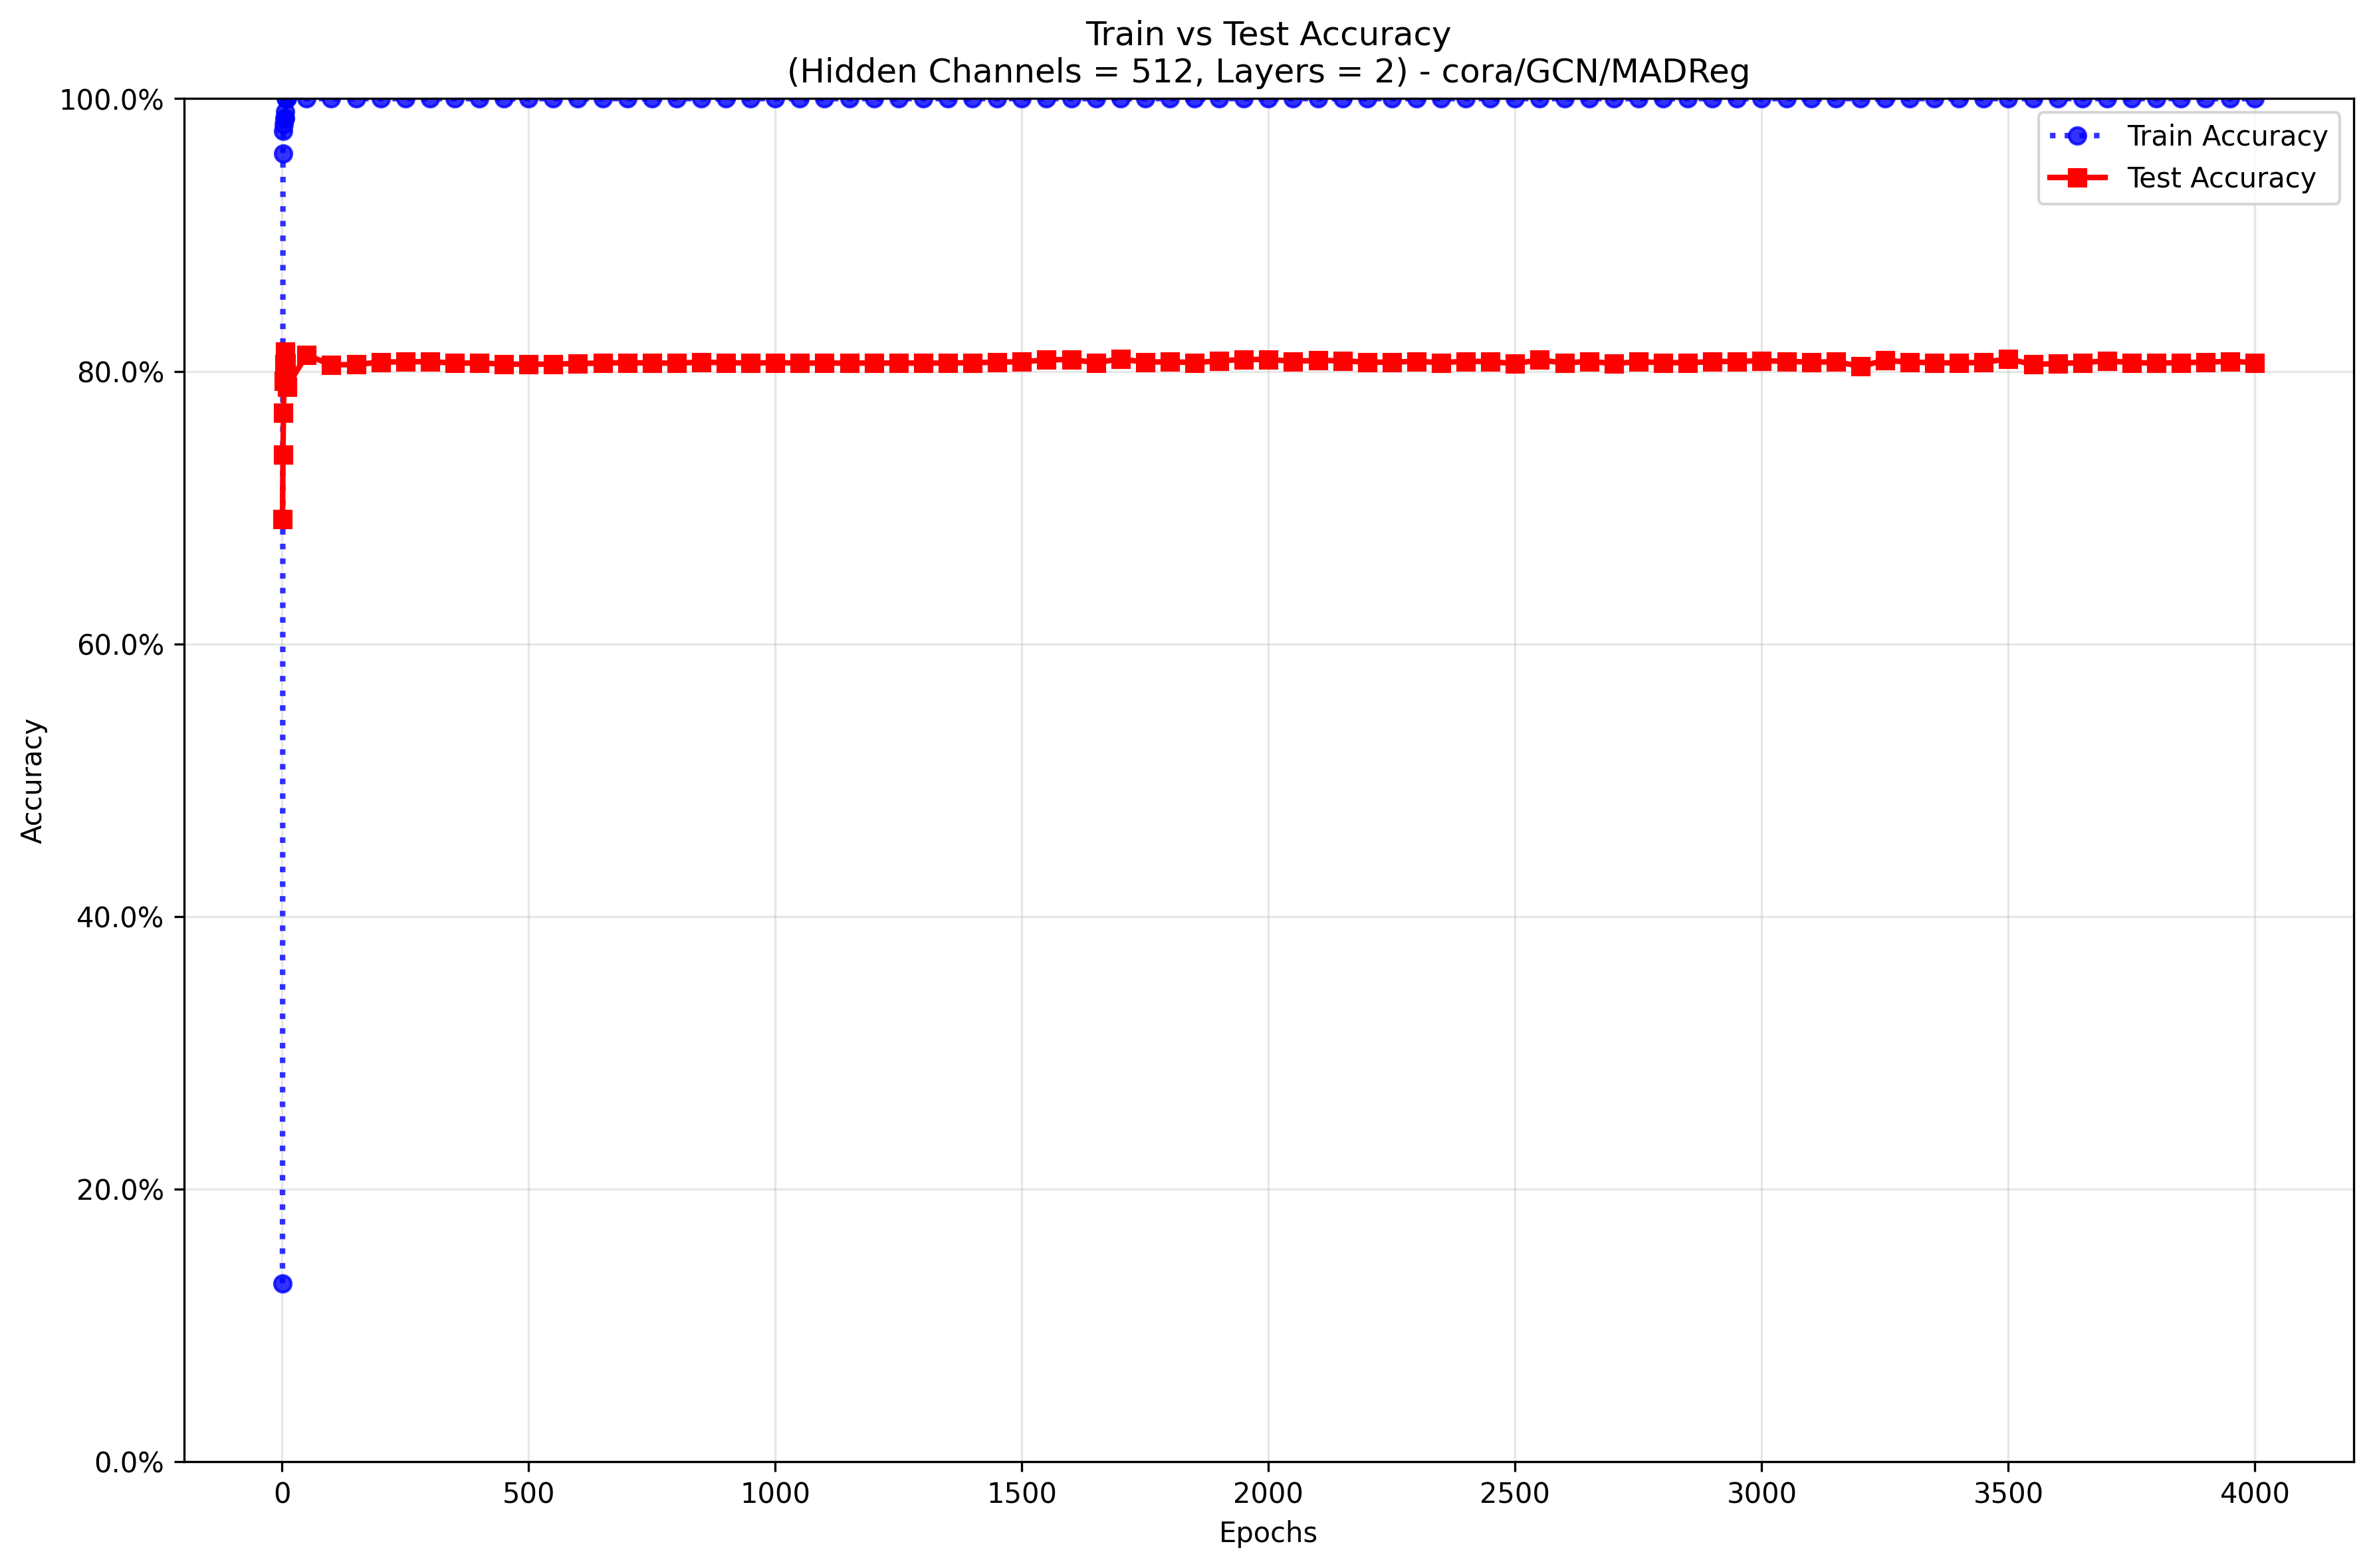 Train vs Test Accuracy
(Hidden Channels = 512, Layers = 2) - cora/GCN/MADReg
100.0%
80.0%
60.0%
40.0%
20.0%
0.0%
Accuracy
Train Accuracy
Test Accuracy
0 500 1000 1500 2000 2500 3000 3500 4000
Epochs